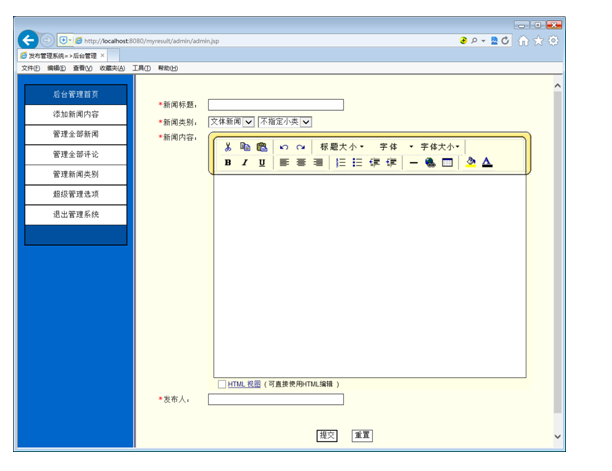 http://localhost:8080/myresult/admin/admin.jsp
发布管理系统>>后台管理
文件(F) 编辑(E) 查看(V) 收藏夹(A) 工具(T) 帮助(H)
后台管理首页
添加新闻内容
管理全部新闻
管理全部评论
管理新闻类别
超级管理选项
退出管理系统
*新闻标题：
*新闻类别： 文体新闻 不指定小类
*新闻内容：
标题大小 字体 字体大小
B I U
HTML 视图 ( 可直接使用HTML编辑 )
*发布人：
提交 重置